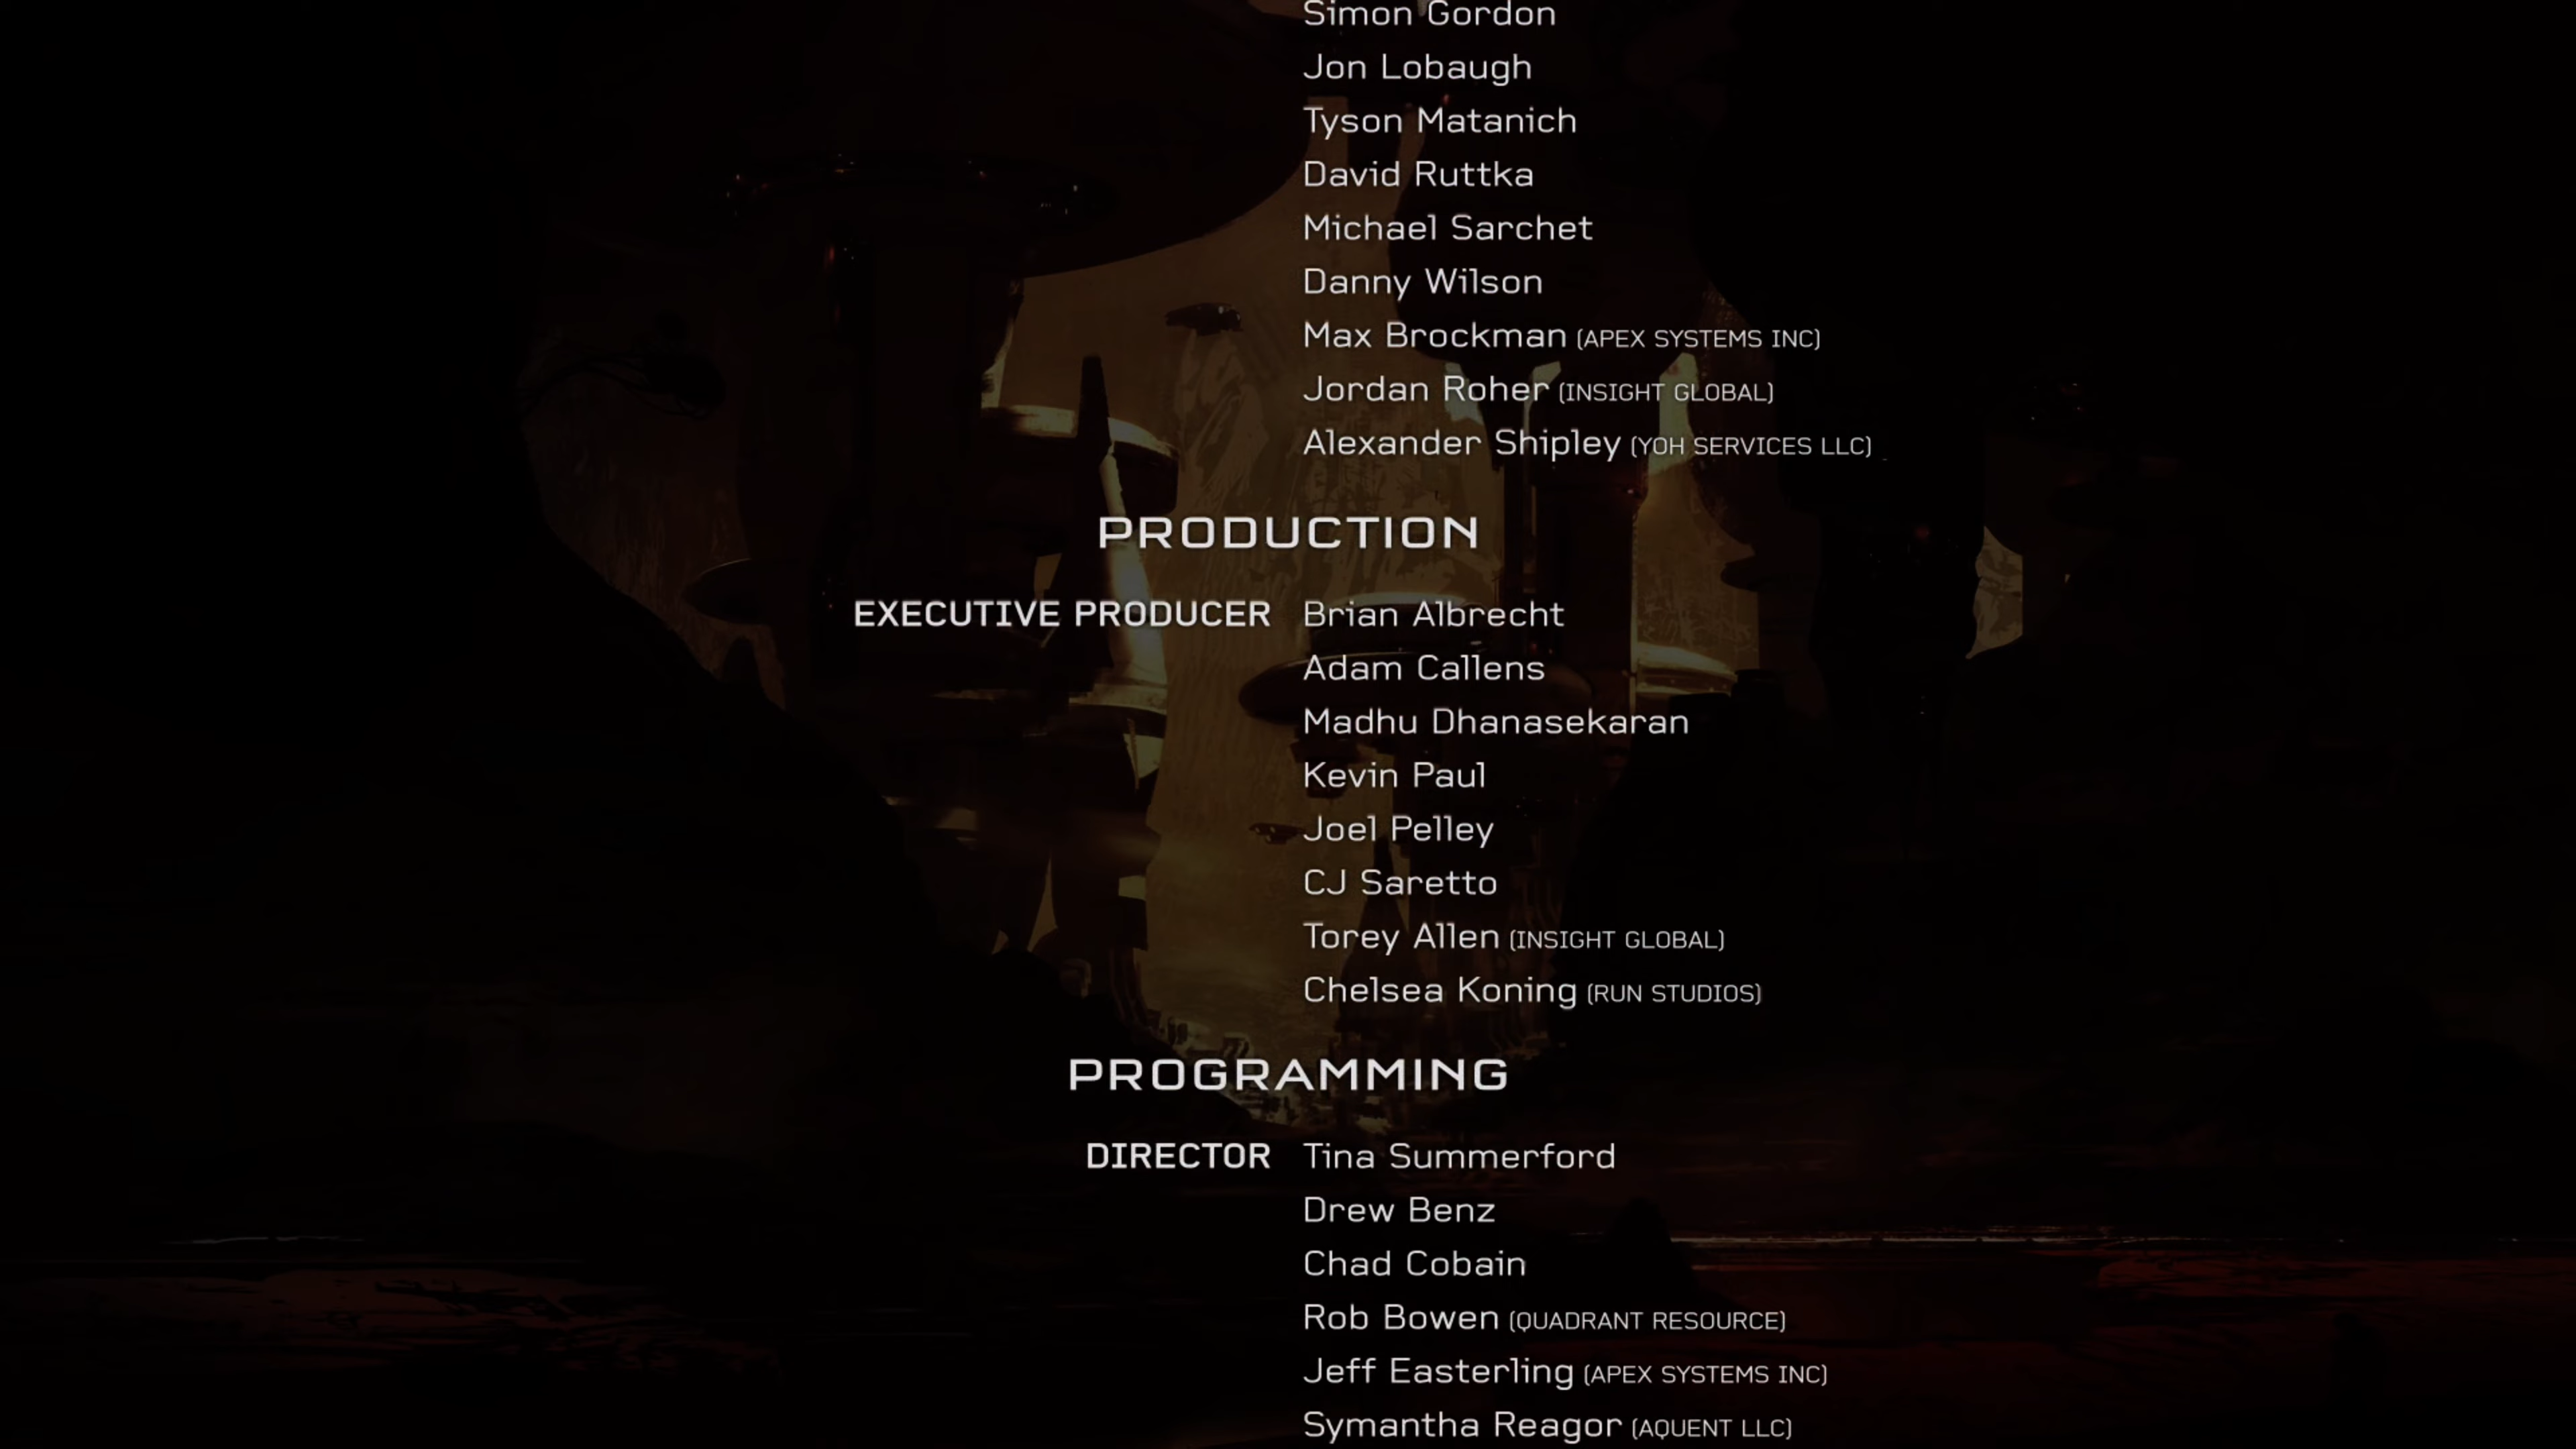 Simon Gordon
Jon Lobaugh
Tyson Matanich
David Ruttka
Michael Sarchet
Danny Wilson
Max Brockman (APEX SYSTEMS INC)
Jordan Roher (INSIGHT GLOBAL)
Alexander Shipley (YOH SERVICES LLC)
PRODUCTION
EXECUTIVE PRODUCER Brian Albrecht
Adam Callens
Madhu Dhanasekaran
Kevin Paul
Joel Pelley
CJ Saretto
Torey Allen (INSIGHT GLOBAL)
Chelsea Koning (RUN STUDIOS)
PROGRAMMING
DIRECTOR Tina Summerford
Drew Benz
Chad Cobain
Rob Bowen (QUADRANT RESOURCE)
Jeff Easterling (APEX SYSTEMS INC)
Symantha Reagor (AQUENT LLC)